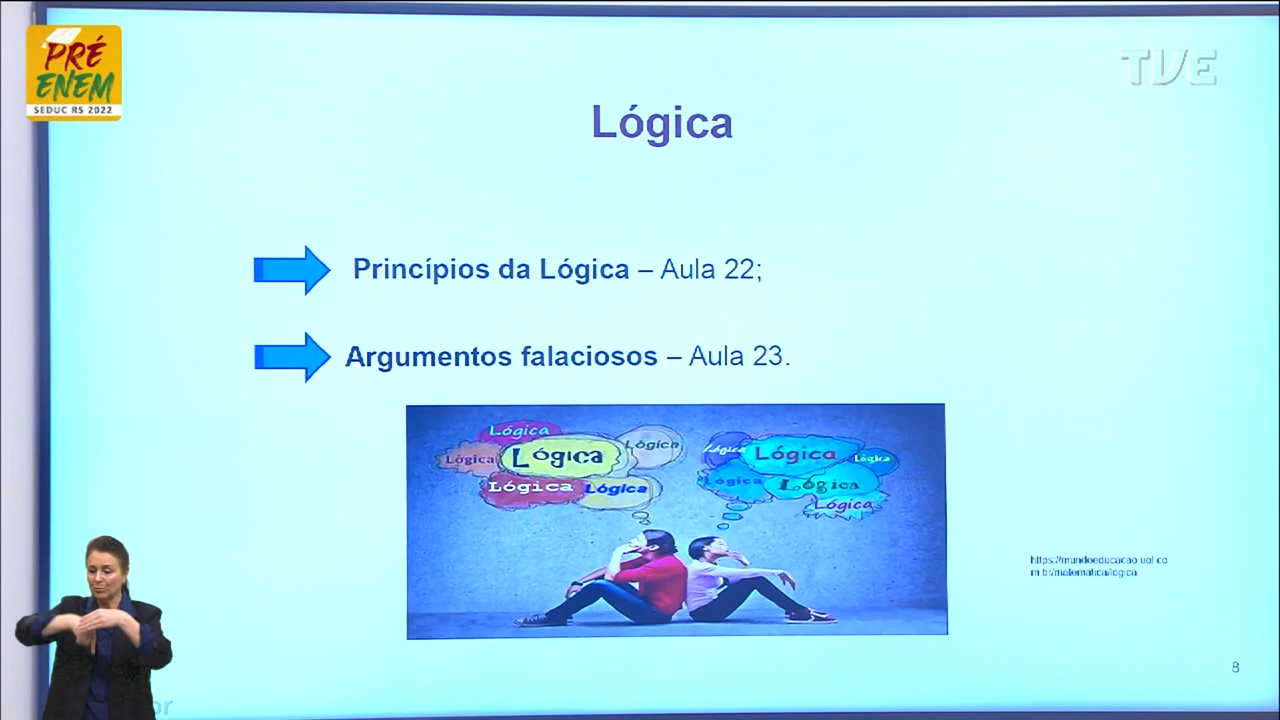 PRÉ
ENEM
SEDUC RS 2022
TVE
Lógica
Princípios da Lógica – Aula 22;
Argumentos falaciosos – Aula 23.
Lógica
Lógica
Lógica
Lógica
Lógica
Lógica
Lógica
Lógica
Lógica
Lógica
Lógica
Lógica
https://mundoeducacao.uol.co
m.br/matematica/logica
8
or